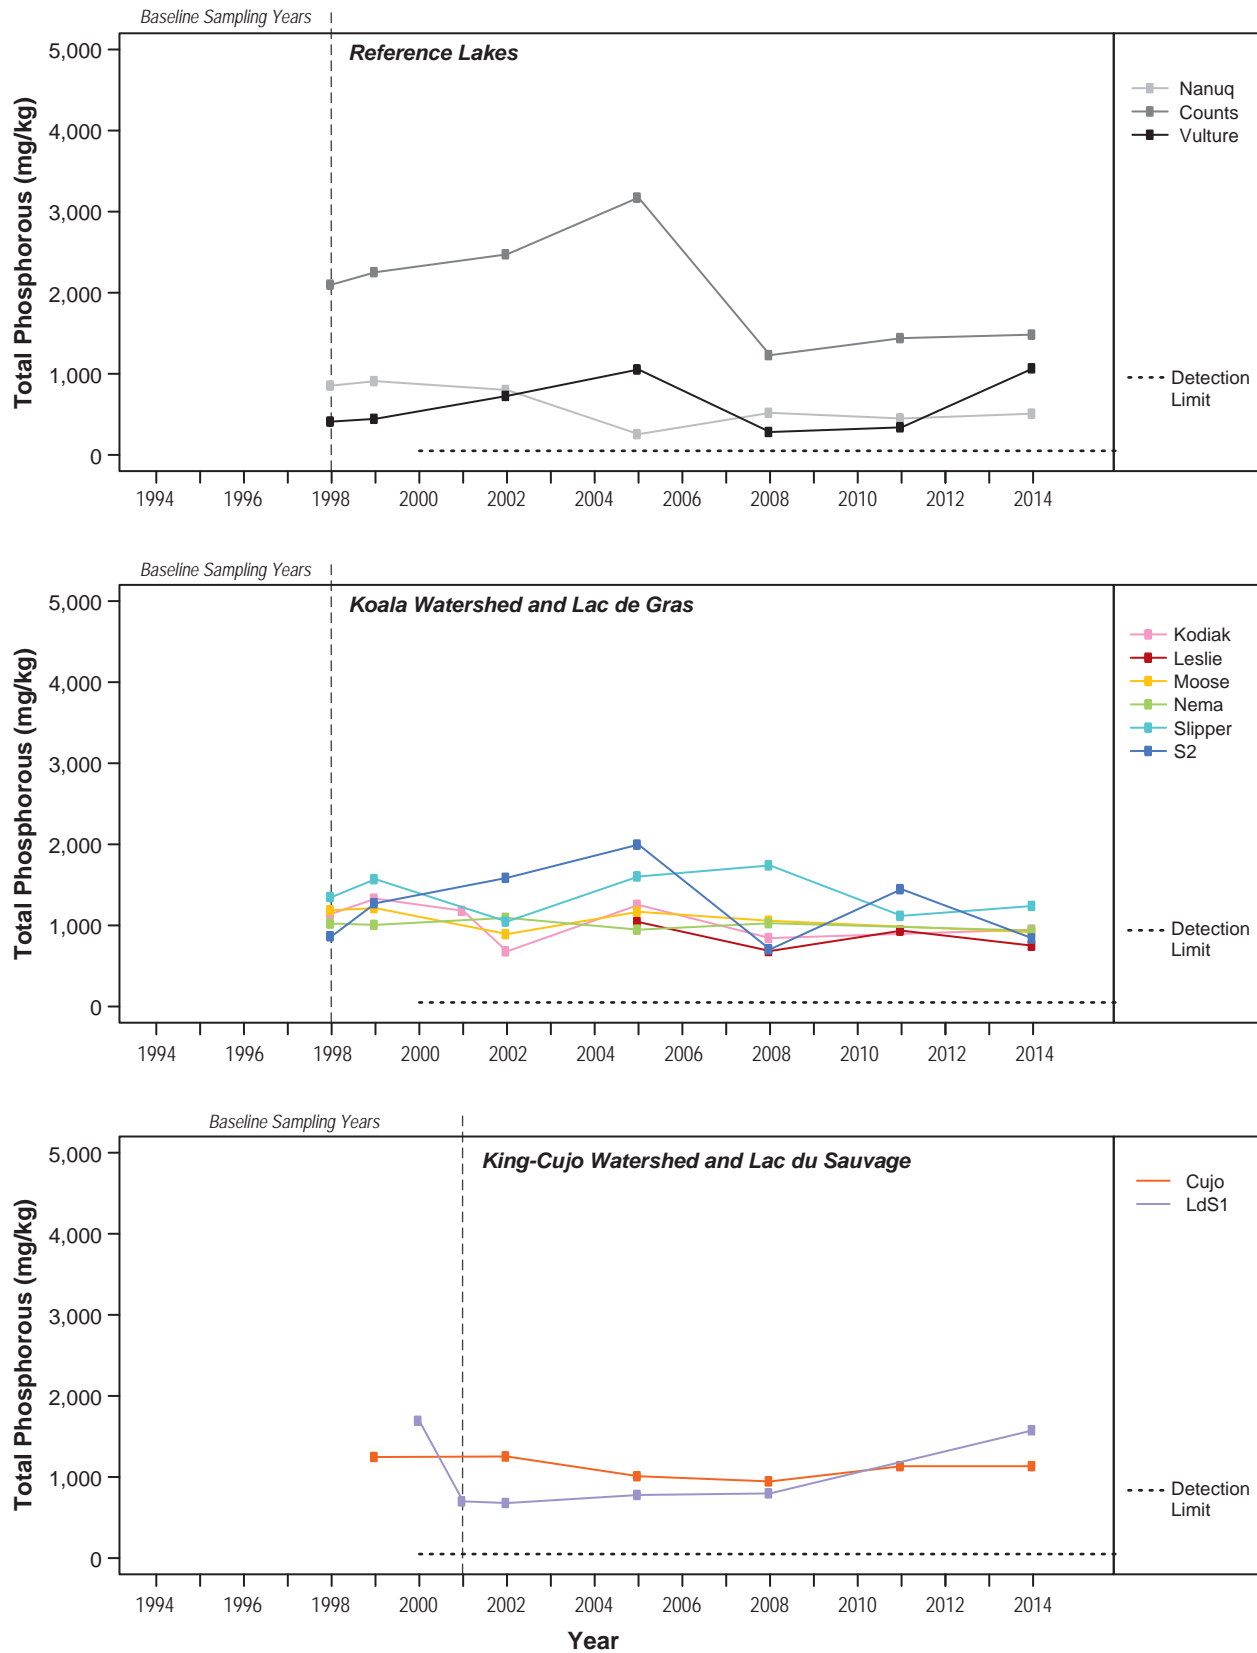 Baseline Sampling Years
Reference Lakes
Total Phosphorous (mg/kg)
5,000
4,000
3,000
2,000
1,000
0
1994 1996 1998 2000 2002 2004 2006 2008 2010 2012 2014
Nanuq
Counts
Vulture
Detection
Limit
Baseline Sampling Years
Koala Watershed and Lac de Gras
Total Phosphorous (mg/kg)
5,000
4,000
3,000
2,000
1,000
0
1994 1996 1998 2000 2002 2004 2006 2008 2010 2012 2014
Kodiak
Leslie
Moose
Nema
Slipper
S2
Detection
Limit
Baseline Sampling Years
King-Cujo Watershed and Lac du Sauvage
Total Phosphorous (mg/kg)
5,000
4,000
3,000
2,000
1,000
0
1994 1996 1998 2000 2002 2004 2006 2008 2010 2012 2014
Year
Cujo
LdS1
Detection
Limit